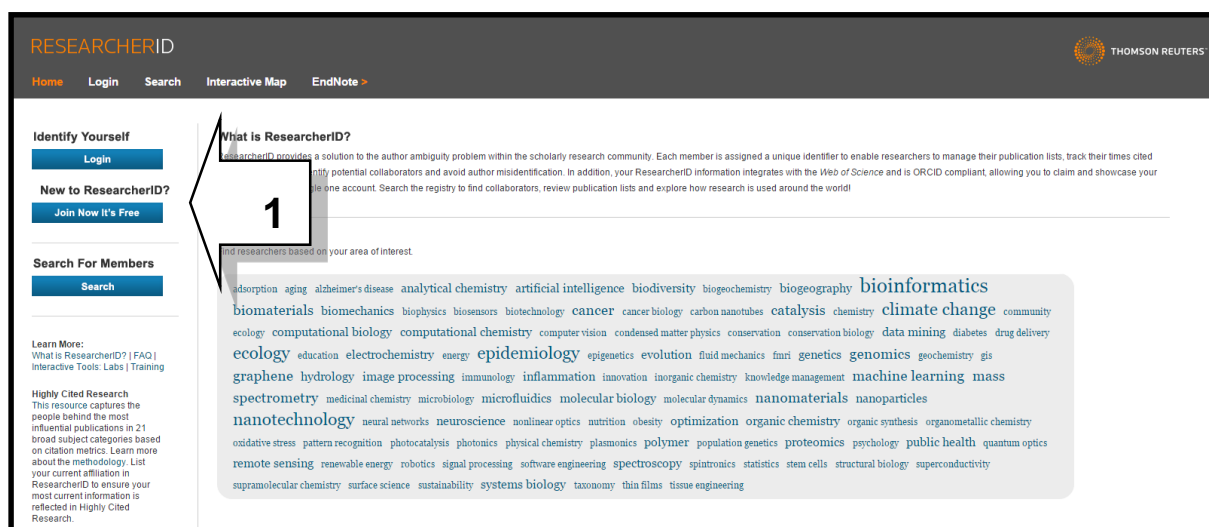 RESEARCHERID
THOMSON REUTERS
Home Login Search Interactive Map EndNote >
Identify Yourself
Login
New to ResearcherID?
Join Now It's Free
Search For Members
Search
Learn More:
What is ResearcherID? | FAQ |
Interactive Tools: Labs | Training
Highly Cited Research
This resource captures the
people behind the most
influential publications in 21
broad subject categories based
on citation metrics. Learn more
about the methodology. List
your current affiliation in
ResearcherID to ensure your
most current information is
reflected in Highly Cited
Research.
1
What is ResearcherID?
ResearcherID provides a solution to the author ambiguity problem within the scholarly research community. Each member is assigned a unique identifier to enable researchers to manage their publication lists, track their times cited
potential collaborators and avoid author misidentification. In addition, your ResearcherID information integrates with the Web of Science and is ORCID compliant, allowing you to claim and showcase your
one account. Search the registry to find collaborators, review publication lists and explore how research is used around the world!
find researchers based on your area of interest.
adsorption aging alzheimer's disease analytical chemistry artificial intelligence biodiversity biogeochemistry biogeography bioinformatics
biomaterials biomechanics biophysics biosensors biotechnology cancer cancer biology carbon nanotubes catalysis chemistry climate change community
ecology computational biology computational chemistry computer vision condensed matter physics conservation conservation biology data mining diabetes drug delivery
ecology education electrochemistry energy epidemiology epigenetics evolution fluid mechanics fmri genetics genomics geochemistry gis
graphene hydrology image processing immunology inflammation innovation inorganic chemistry knowledge management machine learning mass
spectrometry medicinal chemistry microbiology microfluidics molecular biology molecular dynamics nanomaterials nanoparticles
nanotechnology neural networks neuroscience nonlinear optics nutrition obesity optimization organic chemistry organic synthesis organometallic chemistry
oxidative stress pattern recognition photocatalysis photonics physical chemistry plasmonics polymer population genetics proteomics psychology public health quantum optics
remote sensing renewable energy robotics signal processing software engineering spectroscopy spintronics statistics stem cells structural biology superconductivity
supramolecular chemistry surface science sustainability systems biology taxonomy thin films tissue engineering